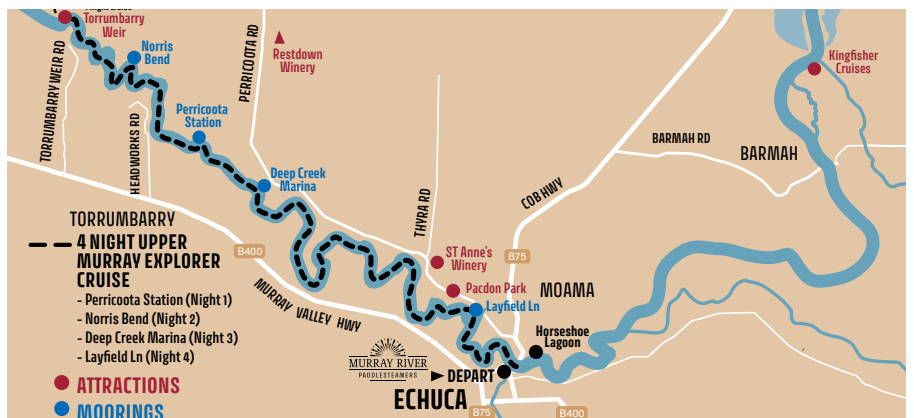 Torrumbarry
Weir
Norris
Bend
PERRICOOTA RD
Restdown
Winery
Kingfisher
Cruises
TORRUMBARRY WEIR RD
HEADWORKS RD
Perricoota
Station
BARMAH RD
BARMAH
Deep Creek
Marina
THYRA RD
COB HWY
TORRUMBARRY
4 NIGHT UPPER
MURRAY EXPLORER
CRUISE
- Perricoota Station (Night 1)
- Norris Bend (Night 2)
- Deep Creek Marina (Night 3)
- Layfield Ln (Night 4)
ATTRACTIONS
MOORINGS
B400
MURRAY VALLEY HWY
ST Anne's
Winery
B75
Pacdon Park
MOAMA
Layfield Ln
Horseshoe
Lagoon
MURRAY RIVER
PADDLESTEAMERS
DEPART
ECHUCA
B75
B400